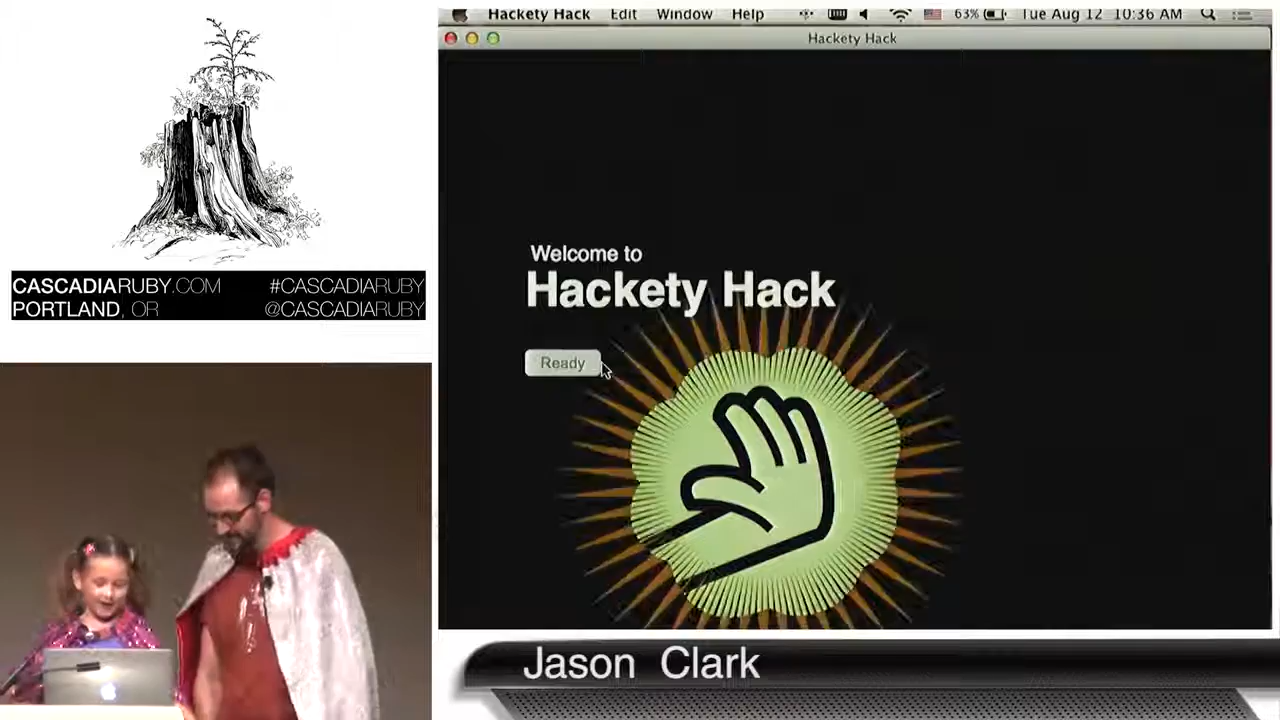 CASCADIARUBY.COM #CASCADIARUBY
PORTLAND, OR @CASCADIARUBY
Hackety Hack Edit Window Help 63% Tue Aug 12 10:36 AM
Hackety Hack
Welcome to
Hackety Hack
Ready
Jason Clark